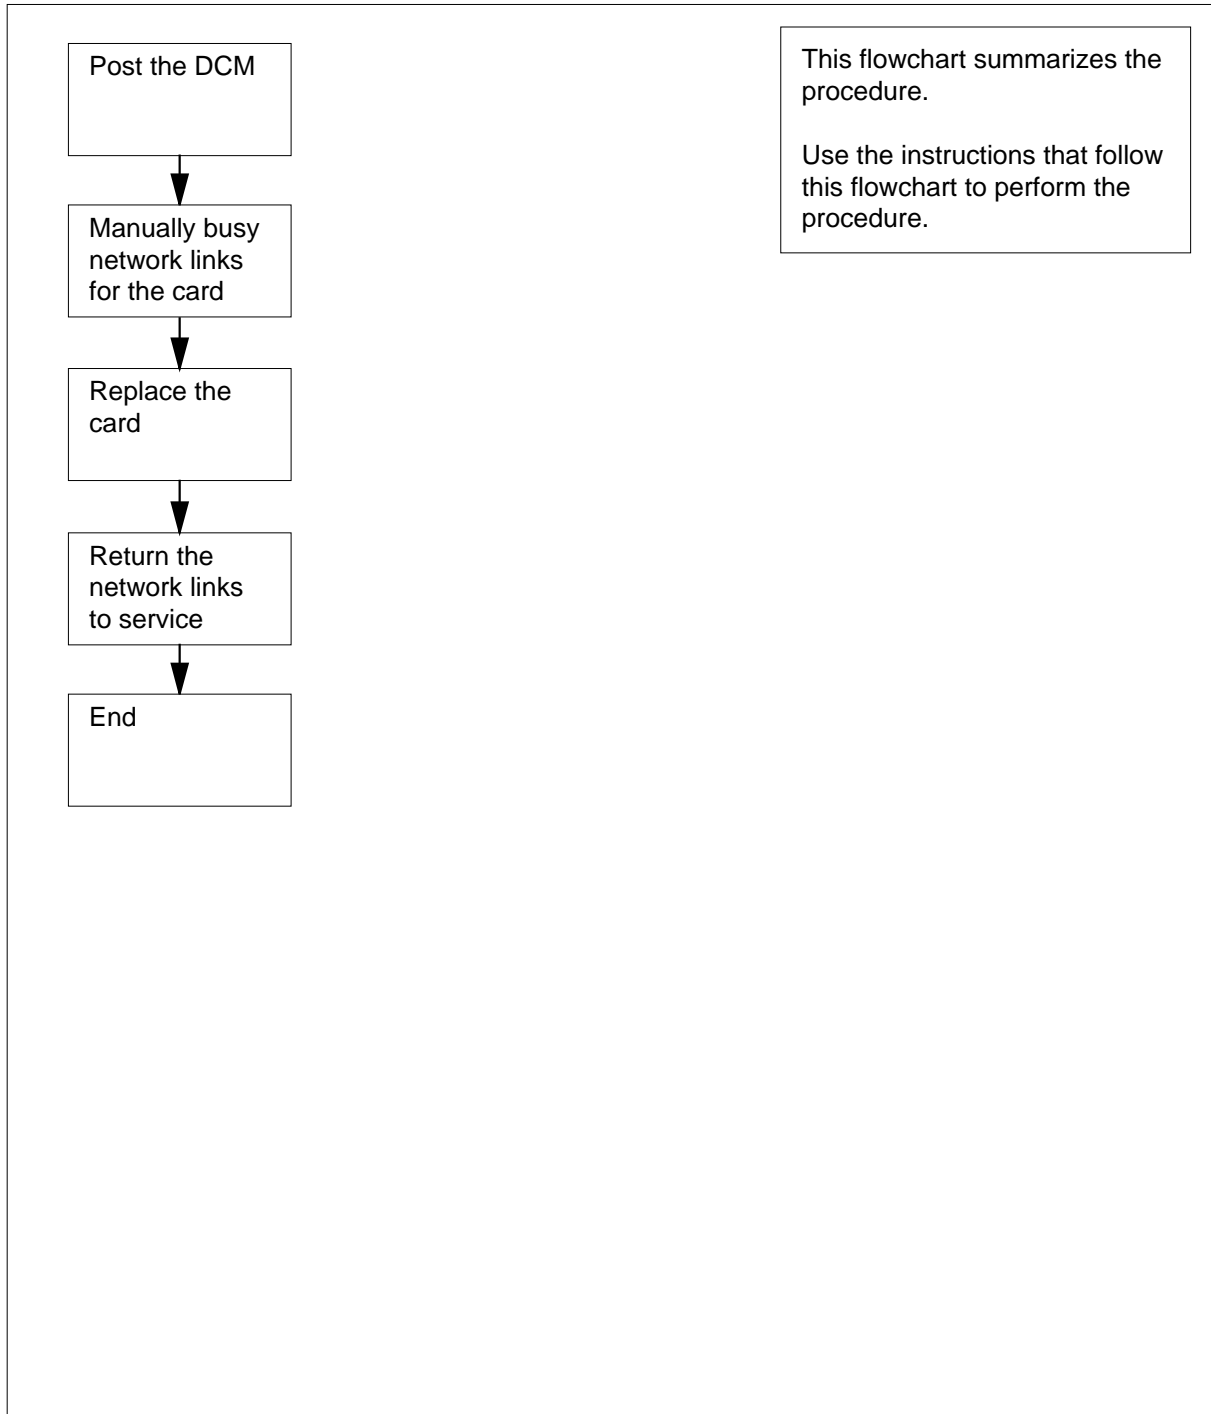 Post the DCM
Manually busy
network links
for the card
Replace the
card
Return the
network links
to service
End
This flowchart summarizes the
procedure.
Use the instructions that follow
this flowchart to perform the
procedure.